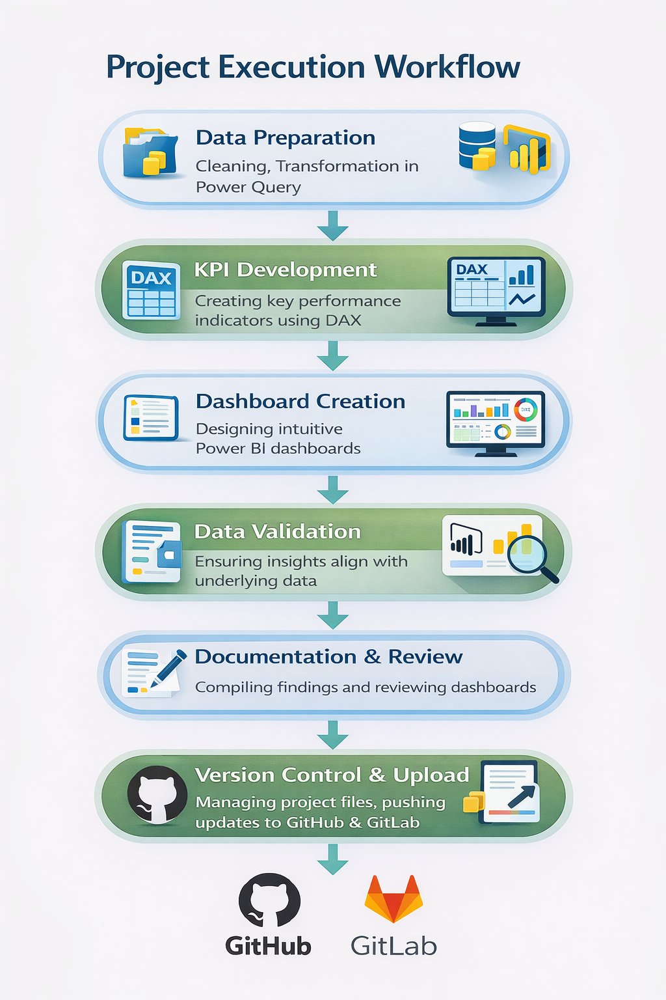 Project Execution Workflow
Data Preparation
Cleaning, Transformation in
Power Query
DAX
KPI Development
Creating key performance
indicators using DAX
DAX
Dashboard Creation
Designing intuitive
Power BI dashboards
Data Validation
Ensuring insights align with
underlying data
Documentation & Review
Compiling findings and reviewing dashboards
Version Control & Upload
Managing project files, pushing
updates to GitHub & GitLab
GitHub
GitLab